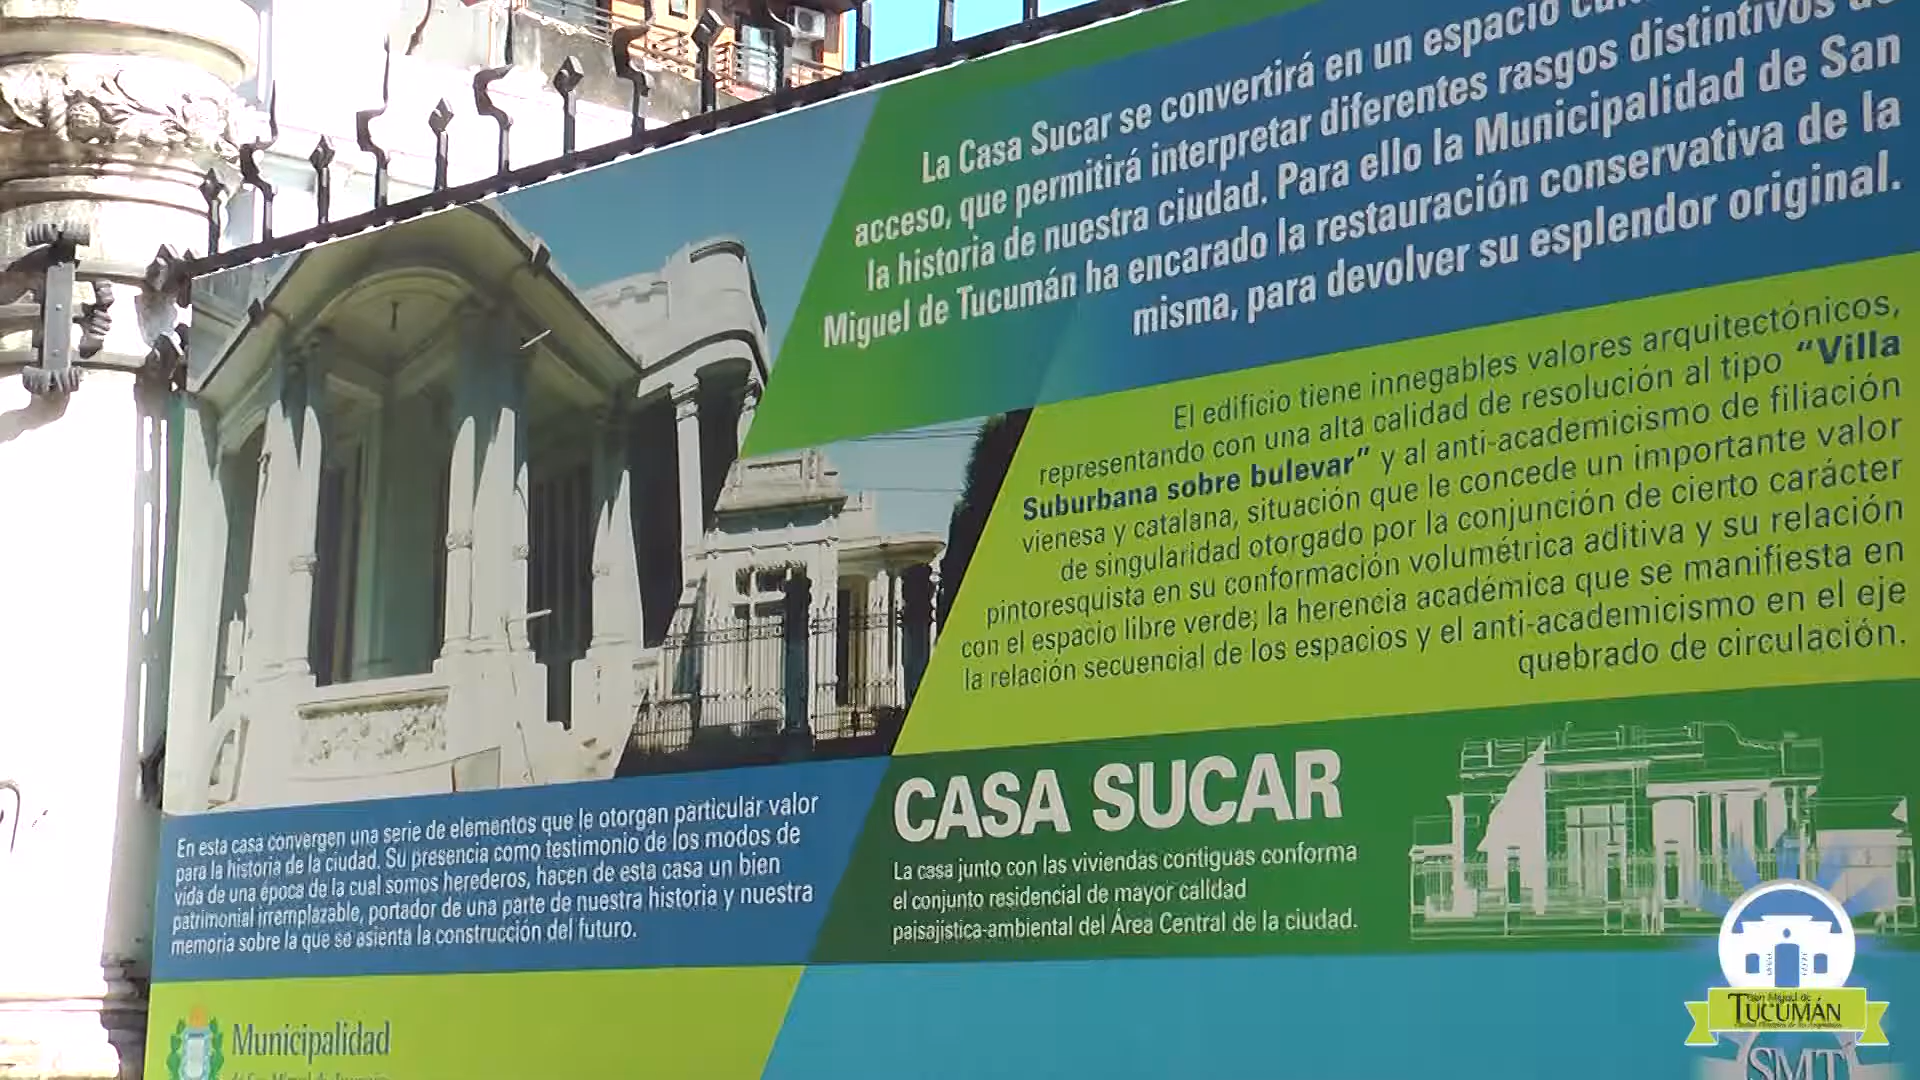 La Casa Sucar se convertirá en un espacio
acceso, que permitirá interpretar diferentes rasgos distintivos
la historia de nuestra ciudad. Para ello la Municipalidad de San
Miguel de Tucumán ha encarado la restauración conservativa de la
misma, para devolver su esplendor original.
El edificio tiene innegables valores arquitectónicos,
representando con una alta calidad de resolución al tipo "Villa
Suburbana sobre bulevar" y al anti-academicismo de filiación
vienesa y catalana, situación que le concede un importante valor
de singularidad otorgado por la conjunción de cierto carácter
pintoresquista en su conformación volumétrica aditiva y su relación
con el espacio libre verde; la herencia académica que se manifiesta en
la relación secuencial de los espacios y el anti-academicismo en el eje
quebrado de circulación.
En esta casa convergen una serie de elementos que le otorgan particular valor
para la historia de la ciudad. Su presencia como testimonio de los modos de
vida de una época de la cual somos herederos, hacen de esta casa un bien
patrimonial irremplazable, portador de una parte de nuestra historia y nuestra
memoria sobre la que se asienta la construcción del futuro.
CASA SUCAR
La casa junto con las viviendas contiguas conforma
el conjunto residencial de mayor calidad
paisajística-ambiental del Área Central de la ciudad.
Municipalidad
de San Miguel de Tucumán
San Miguel de
TUCUMÁN
SMT